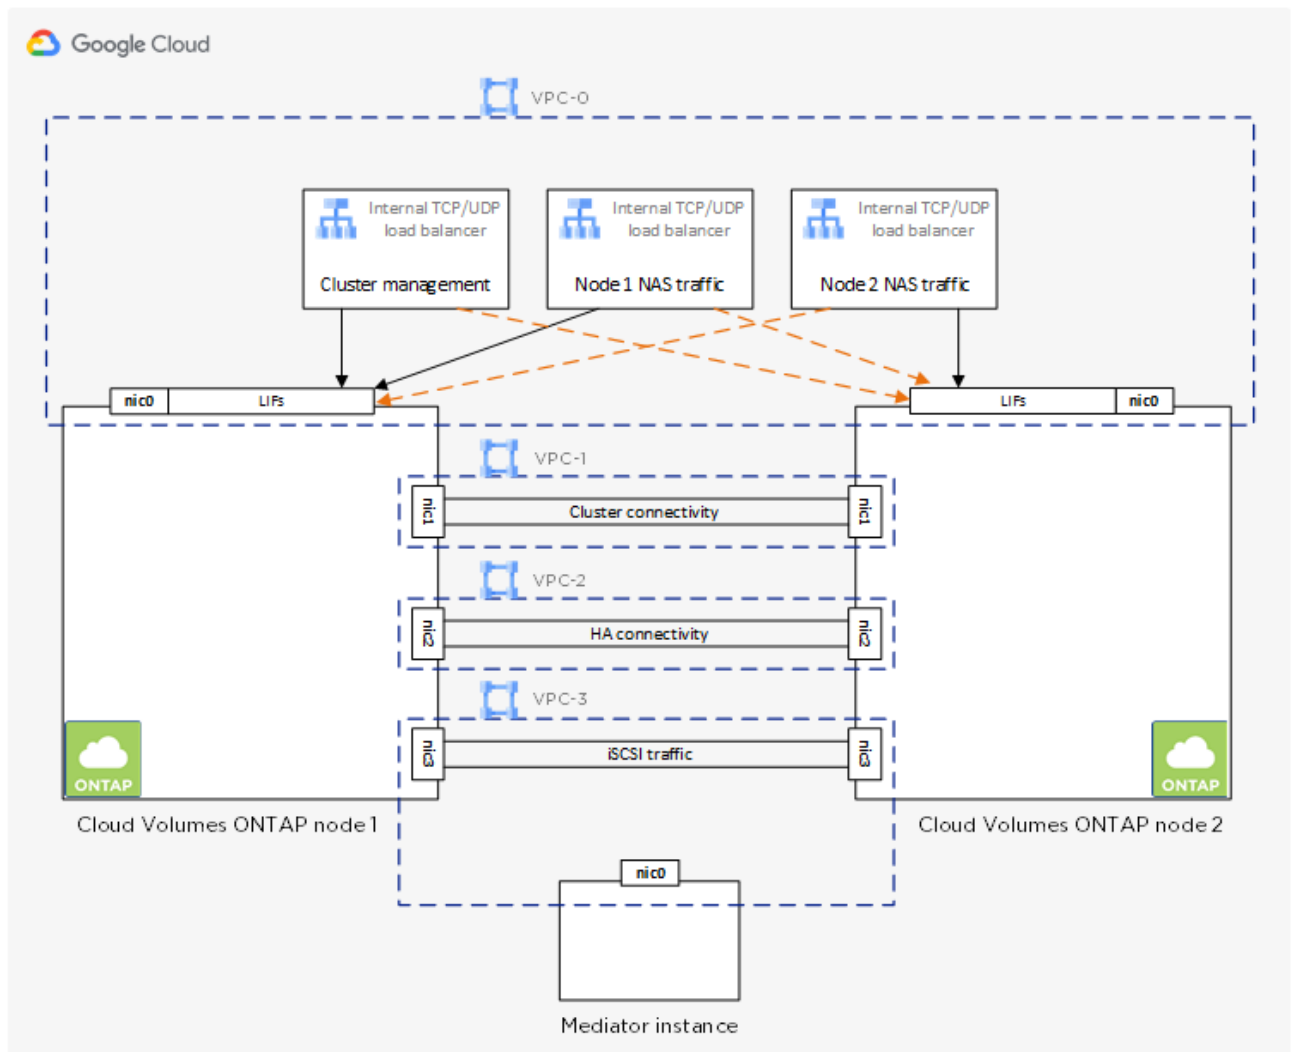 Google Cloud
VPC-0
Internal TCP/UDP
load balancer
Cluster management
Internal TCP/UDP
load balancer
Node 1 NAS traffic
Internal TCP/UDP
load balancer
Node 2 NAS traffic
nic0
LIFs
LIFs
nic0
VPC-1
nic1
Cluster connectivity
nic1
VPC-2
nic2
HA connectivity
nic2
VPC-3
nic3
iSCSI traffic
nic3
ONTAP
ONTAP
Cloud Volumes ONTAP node 1
Cloud Volumes ONTAP node 2
nic0
Mediator instance